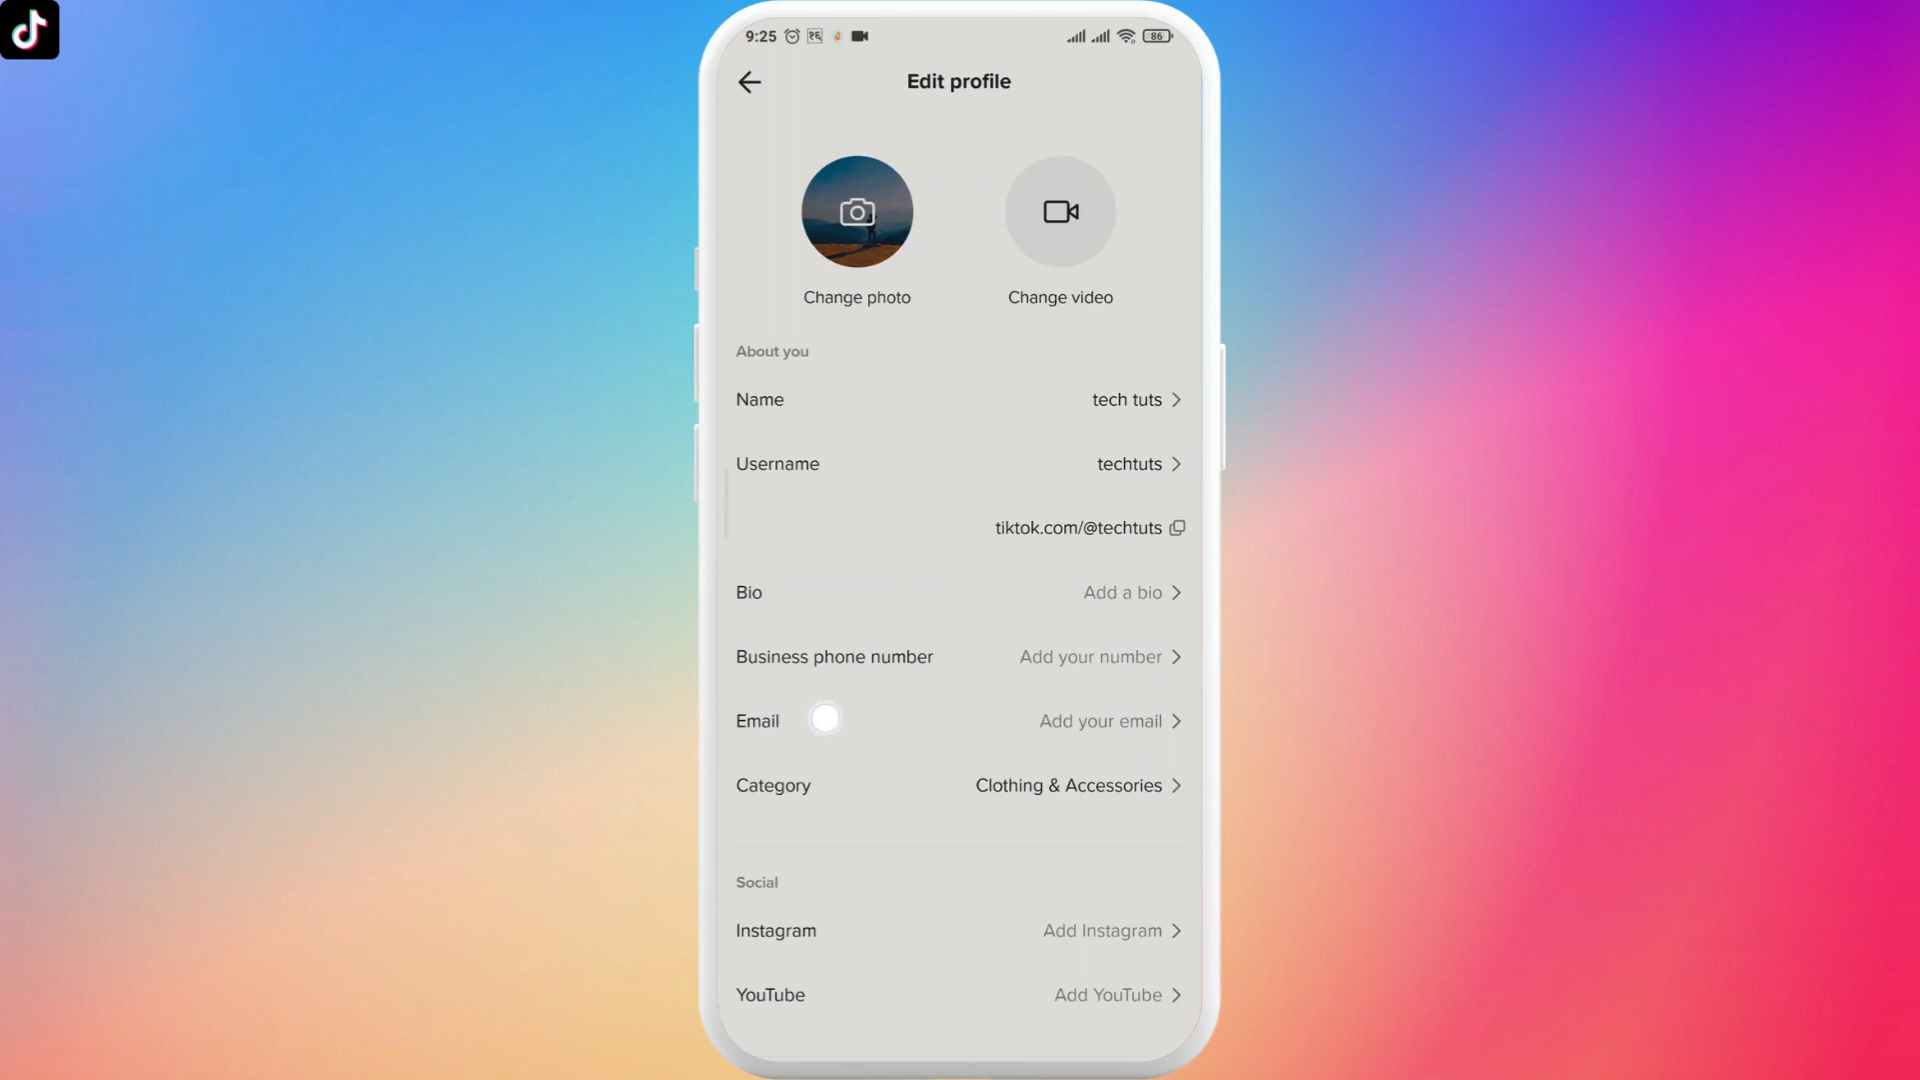 9:25
86
Edit profile
Change photo
Change video
About you
Name
tech tuts
Username
techtuts
tiktok.com/@techtuts
Bio
Add a bio
Business phone number
Add your number
Email
Add your email
Category
Clothing & Accessories
Social
Instagram
Add Instagram
YouTube
Add YouTube